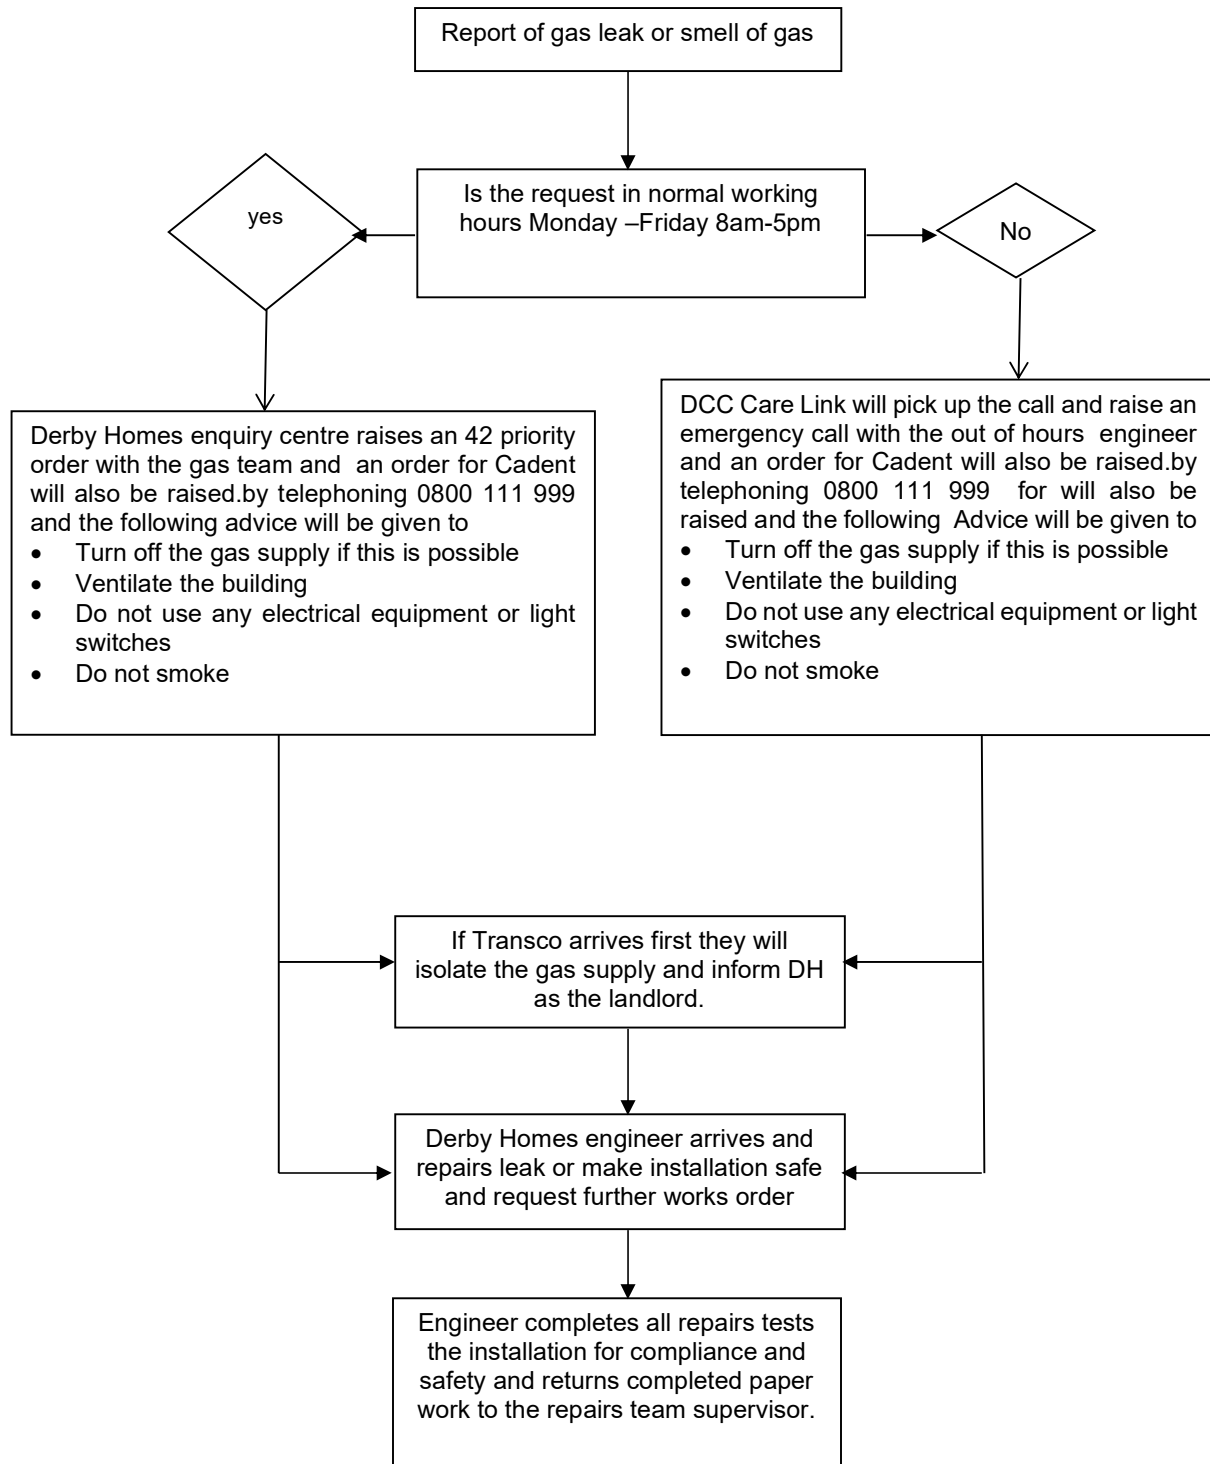 Report of gas leak or smell of gas
Is the request in normal working
hours Monday –Friday 8am-5pm
yes
No
Derby Homes enquiry centre raises an 42 priority
order with the gas team and an order for Cadent
will also be raised.by telephoning 0800 111 999
and the following advice will be given to
• Turn off the gas supply if this is possible
• Ventilate the building
• Do not use any electrical equipment or light
switches
• Do not smoke
DCC Care Link will pick up the call and raise an
emergency call with the out of hours engineer
and an order for Cadent will also be raised.by
telephoning 0800 111 999 for will also be
raised and the following Advice will be given to
• Turn off the gas supply if this is possible
• Ventilate the building
• Do not use any electrical equipment or light
switches
• Do not smoke
If Transco arrives first they will
isolate the gas supply and inform DH
as the landlord.
Derby Homes engineer arrives and
repairs leak or make installation safe
and request further works order
Engineer completes all repairs tests
the installation for compliance and
safety and returns completed paper
work to the repairs team supervisor.